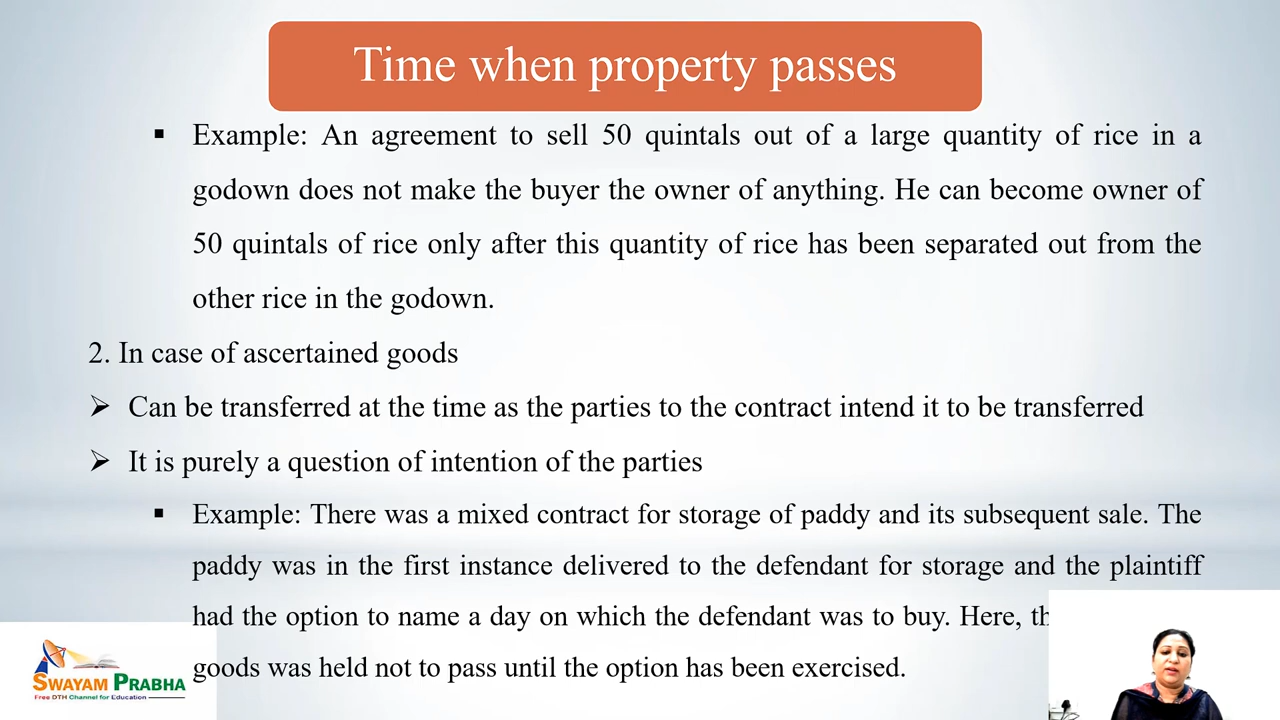 Time when property passes
▪ Example: An agreement to sell 50 quintals out of a large quantity of rice in a
godown does not make the buyer the owner of anything. He can become owner of
50 quintals of rice only after this quantity of rice has been separated out from the
other rice in the godown.
2. In case of ascertained goods
➢ Can be transferred at the time as the parties to the contract intend it to be transferred
➢ It is purely a question of intention of the parties
▪ Example: There was a mixed contract for storage of paddy and its subsequent sale. The
paddy was in the first instance delivered to the defendant for storage and the plaintiff
had the option to name a day on which the defendant was to buy. Here,
goods was held not to pass until the option has been exercised.
SWAYAM PRABHA
Free DTH Channel for Education